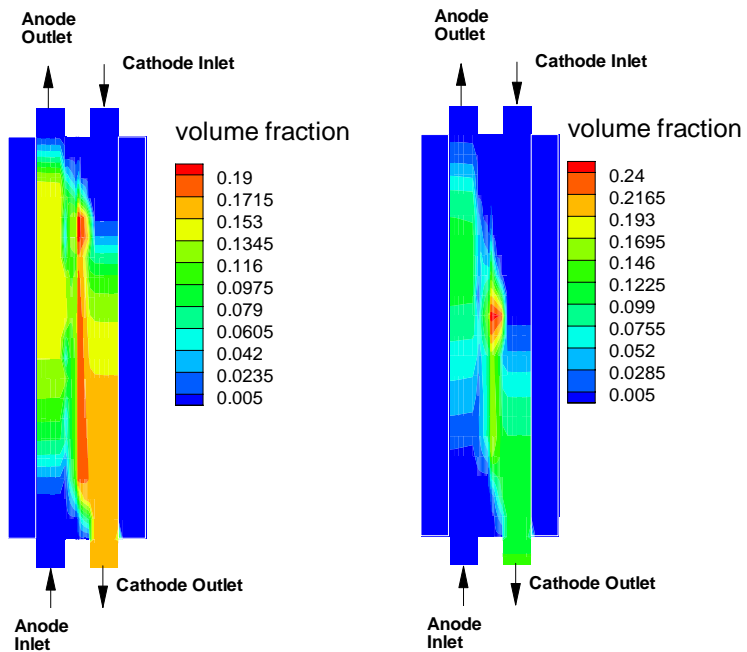 Anode
Outlet
Cathode Inlet
volume fraction
0.19
0.1715
0.153
0.1345
0.116
0.0975
0.079
0.0605
0.042
0.0235
0.005
Cathode Outlet
Anode
Inlet
Anode
Outlet
Cathode Inlet
volume fraction
0.24
0.2165
0.193
0.1695
0.146
0.1225
0.099
0.0755
0.052
0.0285
0.005
Cathode Outlet
Anode
Inlet